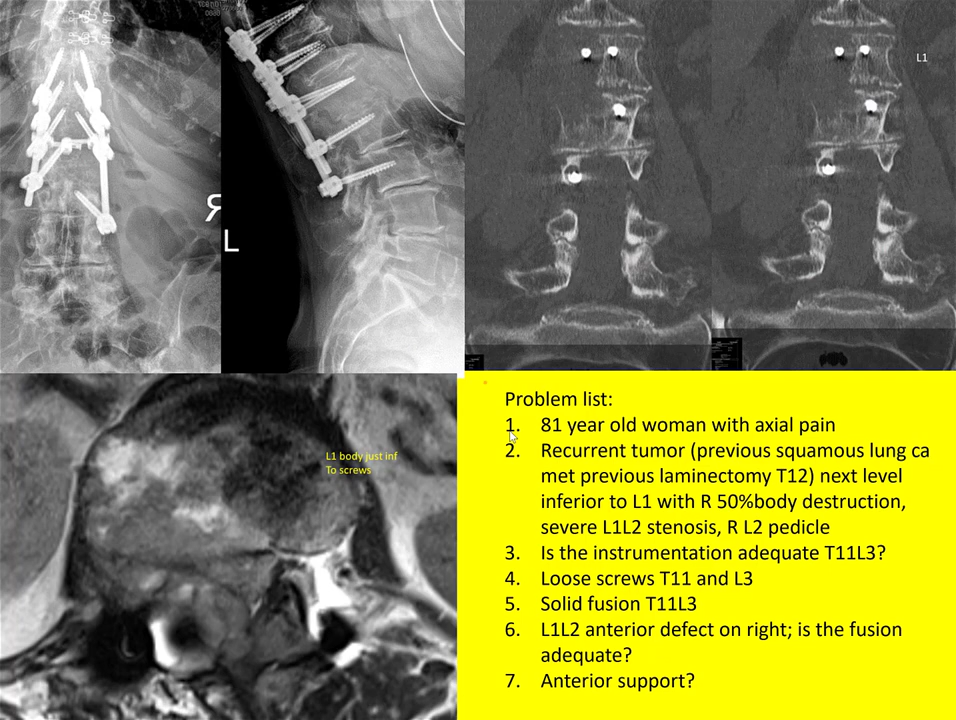 R
L
L1
L1 body just inf
To screws
Problem list:
1. 81 year old woman with axial pain
2. Recurrent tumor (previous squamous lung ca
met previous laminectomy T12) next level
inferior to L1 with R 50%body destruction,
severe L1L2 stenosis, R L2 pedicle
3. Is the instrumentation adequate T11L3?
4. Loose screws T11 and L3
5. Solid fusion T11L3
6. L1L2 anterior defect on right; is the fusion
adequate?
7. Anterior support?